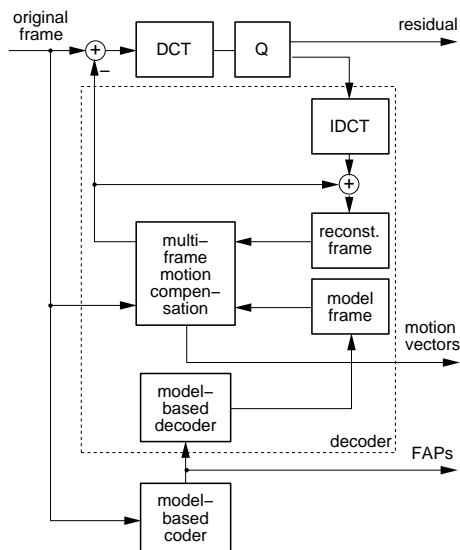 original
frame
residual
DCT
Q
+
−
IDCT
+
reconst.
frame
multi−
frame
motion
compen−
sation
model
frame
motion
vectors
model−
based
decoder
decoder
FAPs
model−
based
coder